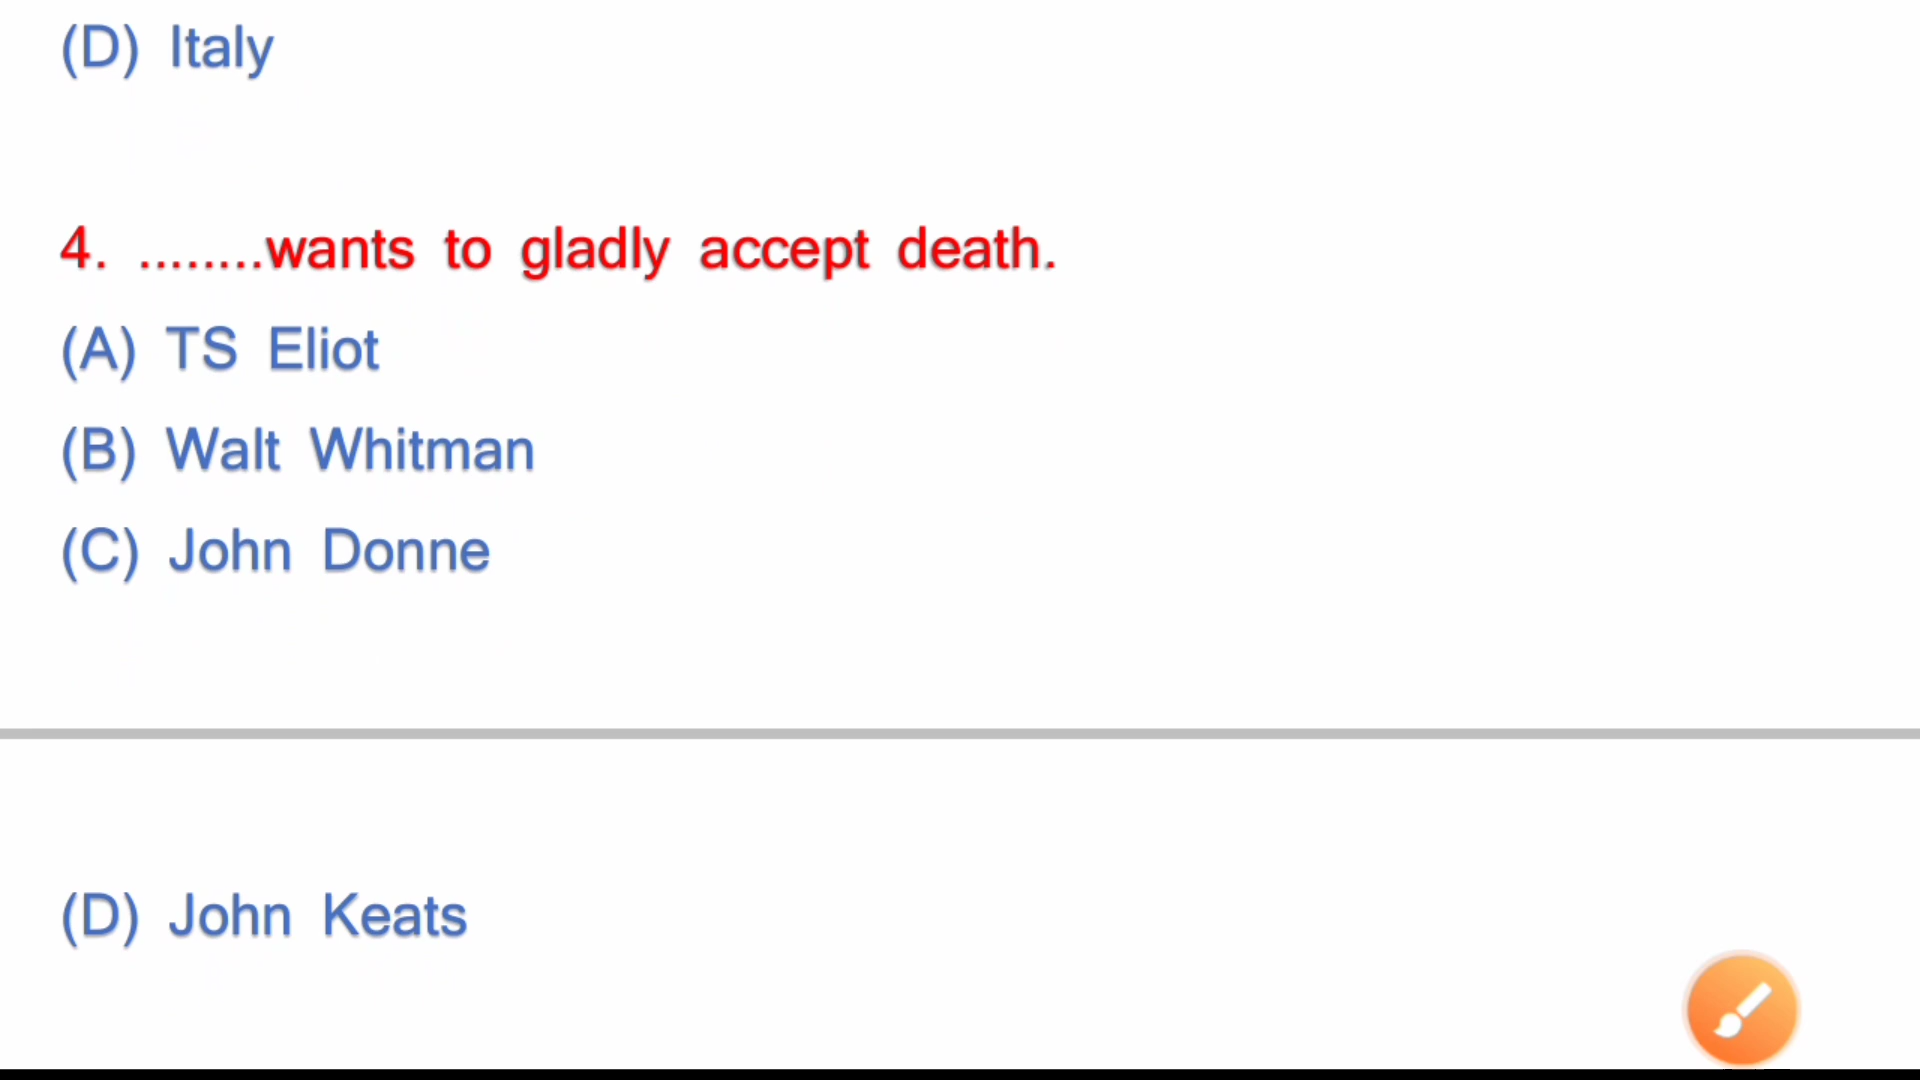 (D) Italy
4. ........wants to gladly accept death.
(A) TS Eliot
(B) Walt Whitman
(C) John Donne
(D) John Keats